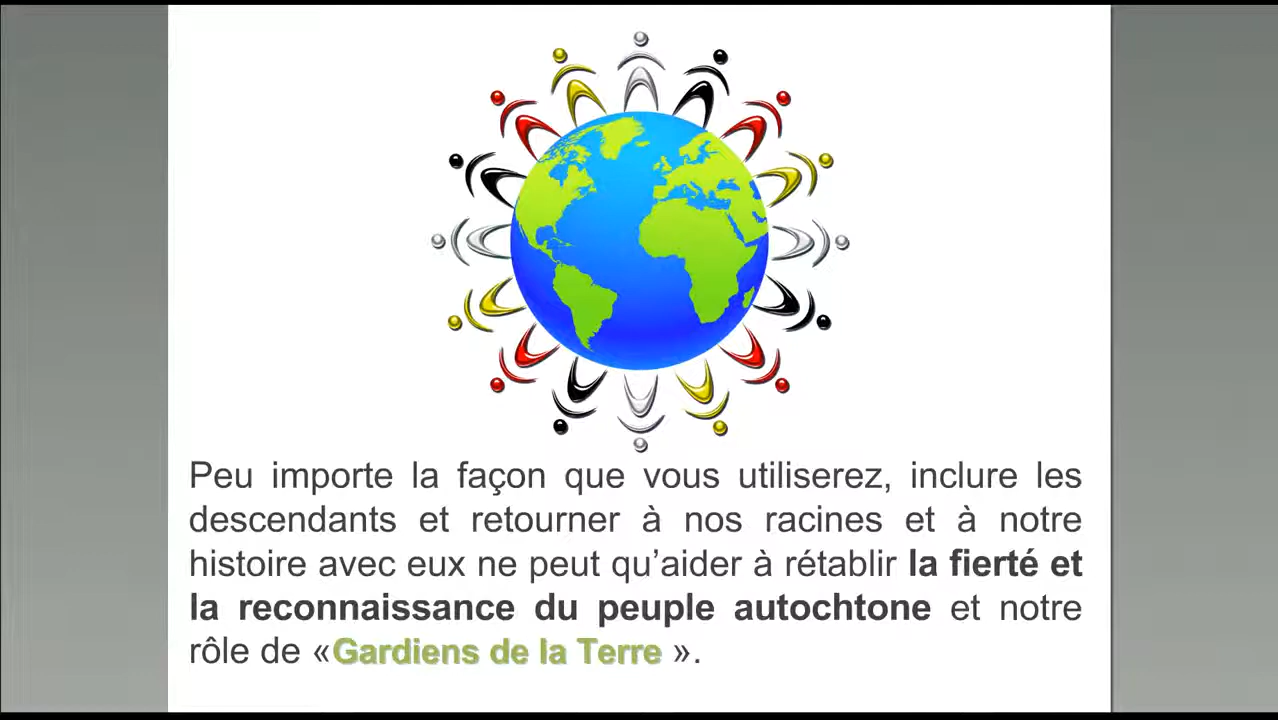 Peu importe la façon que vous utiliserez, inclure les
descendants et retourner à nos racines et à notre
histoire avec eux ne peut qu’aider à rétablir la fierté et
la reconnaissance du peuple autochtone et notre
rôle de «Gardiens de la Terre ».